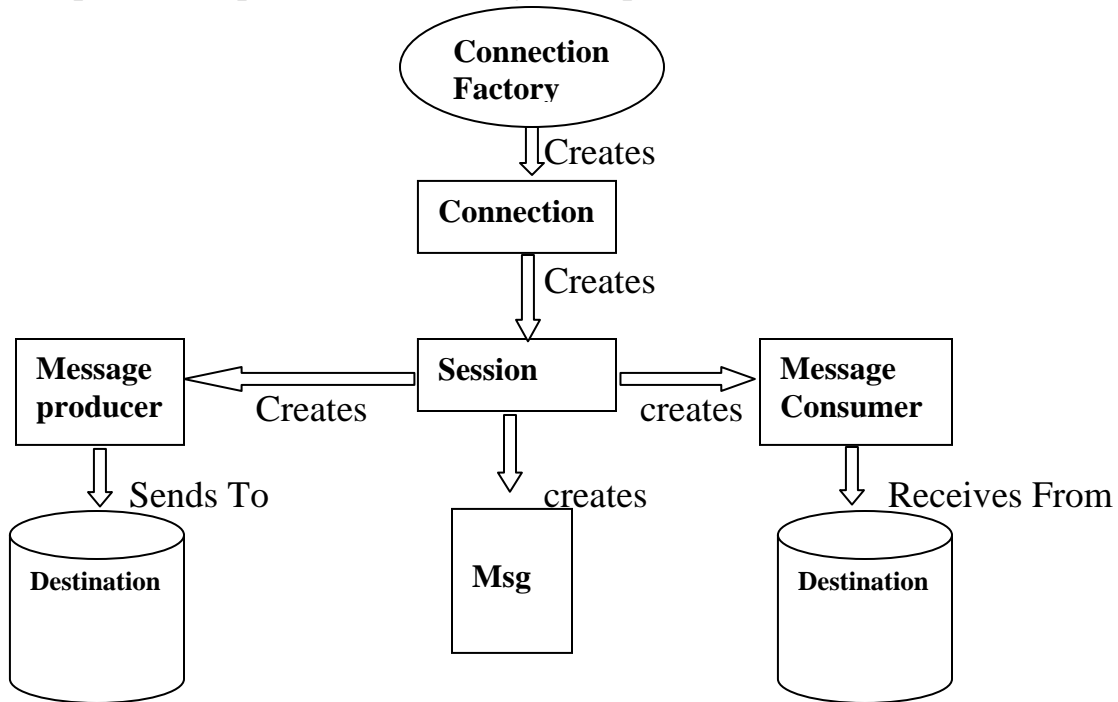 Connection
Factory
Creates
Connection
Creates
Message
producer
Creates
Session
creates
Message
Consumer
Sends To
creates
Receives From
Destination
Msg
Destination